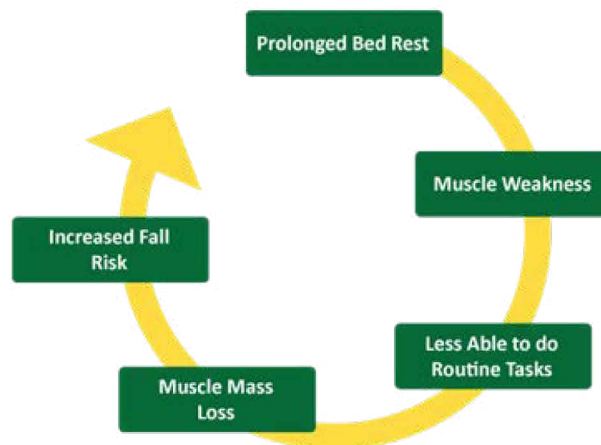 Prolonged Bed Rest
Muscle Weakness
Less Able to do
Routine Tasks
Muscle Mass
Loss
Increased Fall
Risk